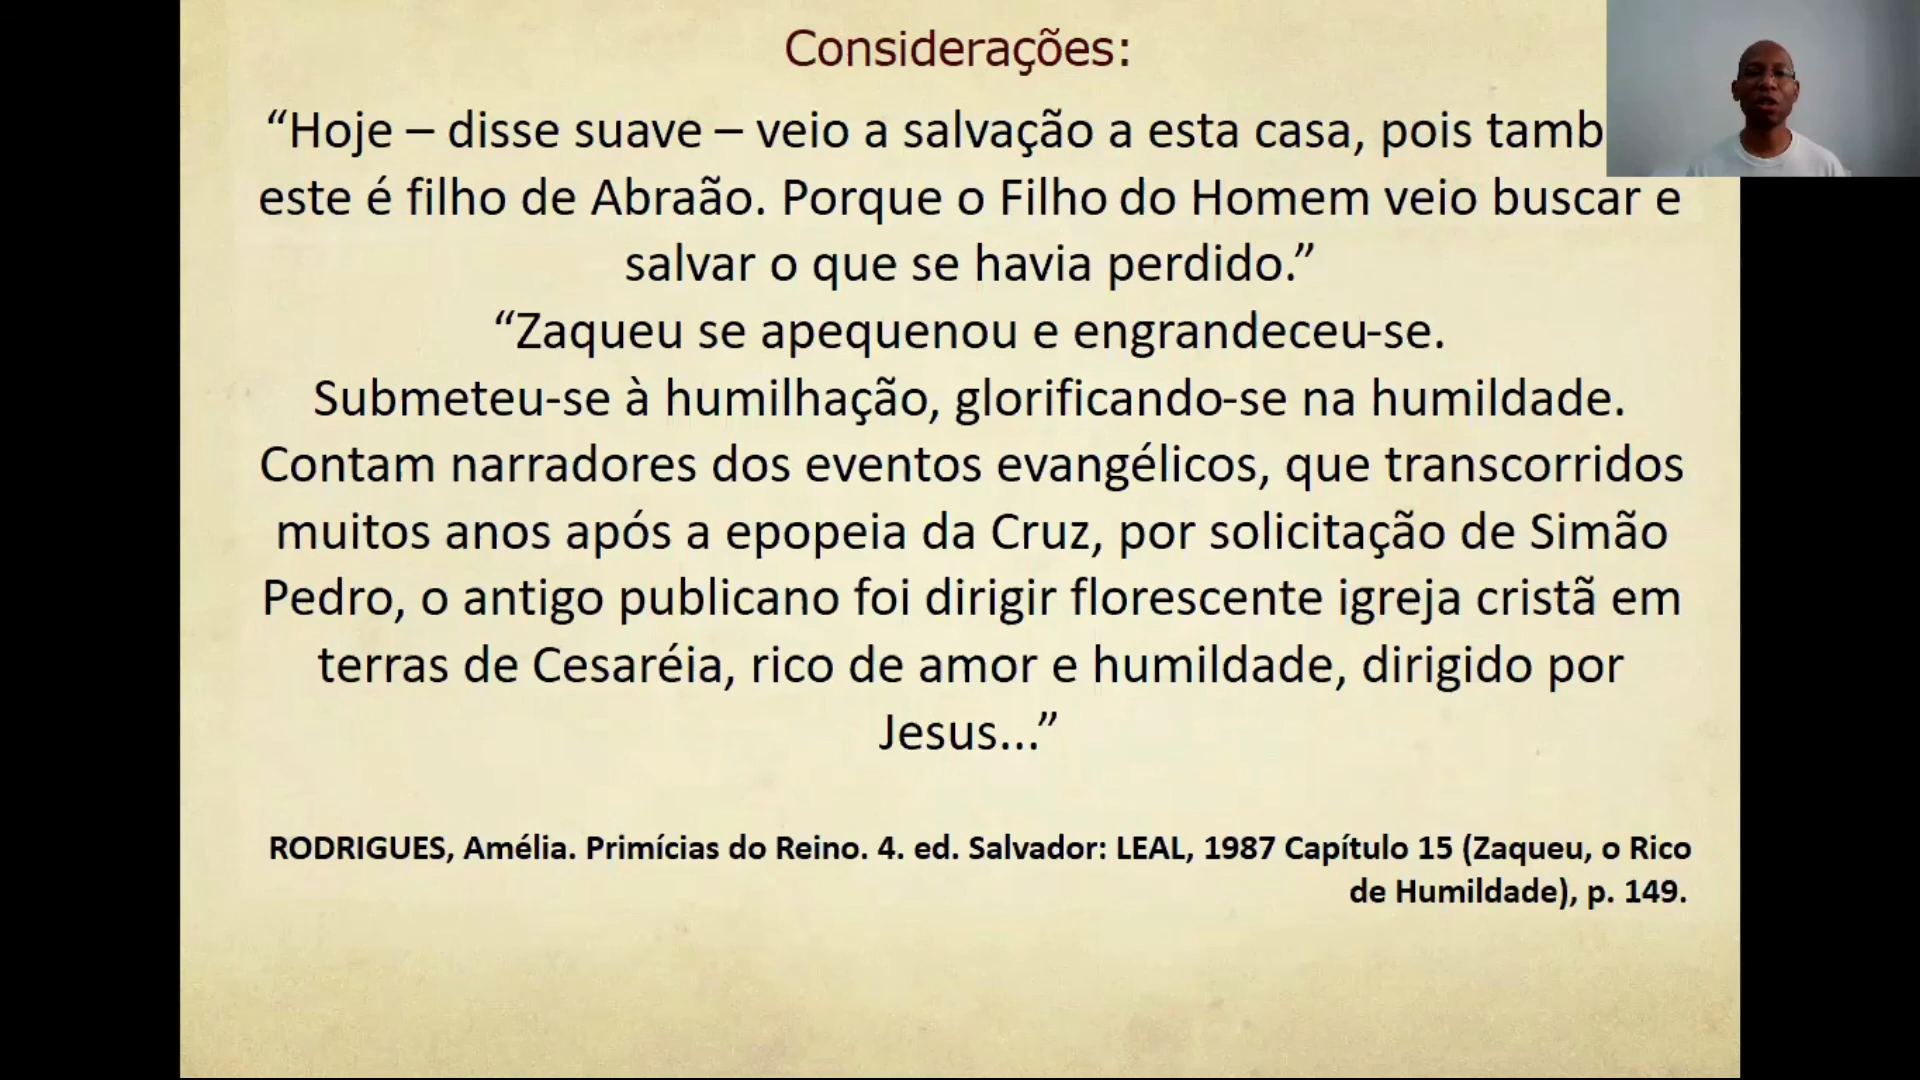 Considerações:
“Hoje – disse suave – veio a salvação a esta casa, pois tamb
este é filho de Abraão. Porque o Filho do Homem veio buscar e
salvar o que se havia perdido.”
“Zaqueu se apequenou e engrandeceu-se.
Submeteu-se à humilhação, glorificando-se na humildade.
Contam narradores dos eventos evangélicos, que transcorridos
muitos anos após a epopeia da Cruz, por solicitação de Simão
Pedro, o antigo publicano foi dirigir florescente igreja cristã em
terras de Cesaréia, rico de amor e humildade, dirigido por
Jesus...”
RODRIGUES, Amélia. Primícias do Reino. 4. ed. Salvador: LEAL, 1987 Capítulo 15 (Zaqueu, o Rico
de Humildade), p. 149.